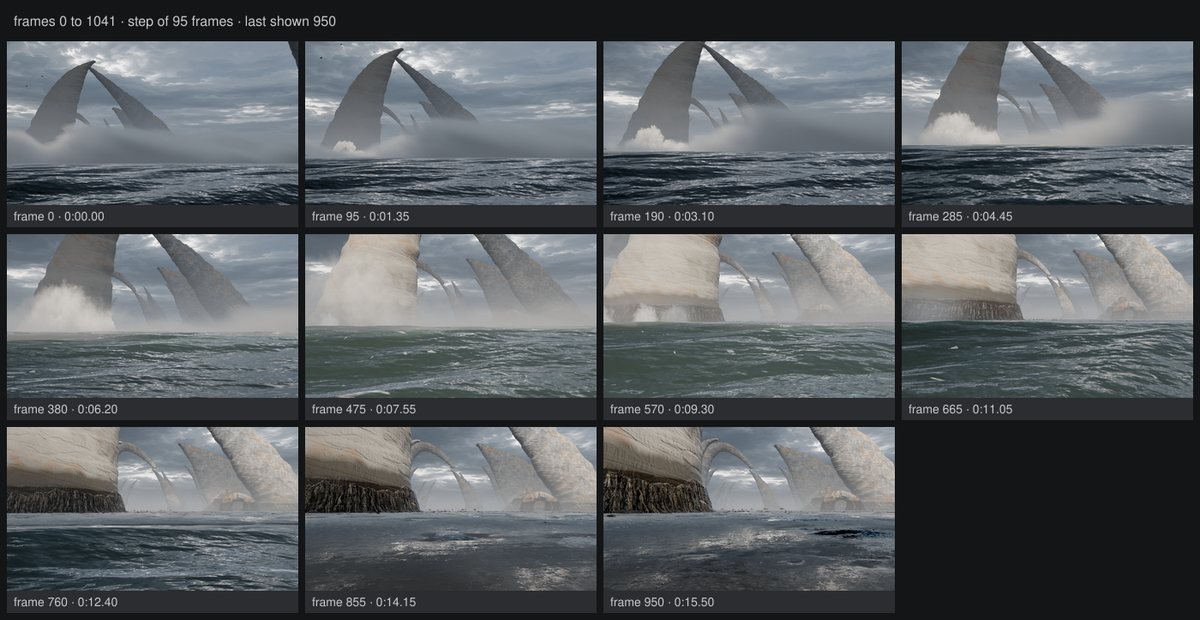 frames 0 to 1041 · step of 95 frames · last shown 950
frame 0 · 0:00.00
frame 95 · 0:01.35
frame 190 · 0:03.10
frame 285 · 0:04.45
frame 380 · 0:06.20
frame 475 · 0:07.55
frame 570 · 0:09.30
frame 665 · 0:11.05
frame 760 · 0:12.40
frame 855 · 0:14.15
frame 950 · 0:15.50